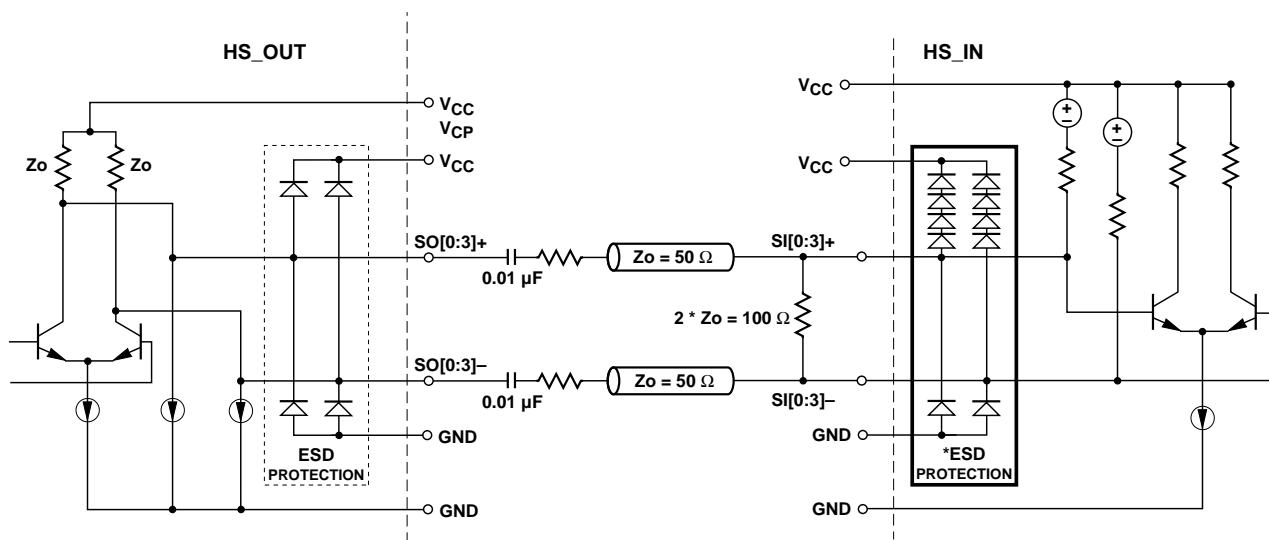 HS_OUT
HS_IN
VCC
VCP
VCC
Zo
Zo
VCC
VCC
+
−
+
−
SO[0:3]+
0.01 µF
Zo = 50 Ω
SI[0:3]+
2 * Zo = 100 Ω
SO[0:3]−
0.01 µF
Zo = 50 Ω
SI[0:3]−
GND
GND
ESD
PROTECTION
*ESD
PROTECTION
GND
GND